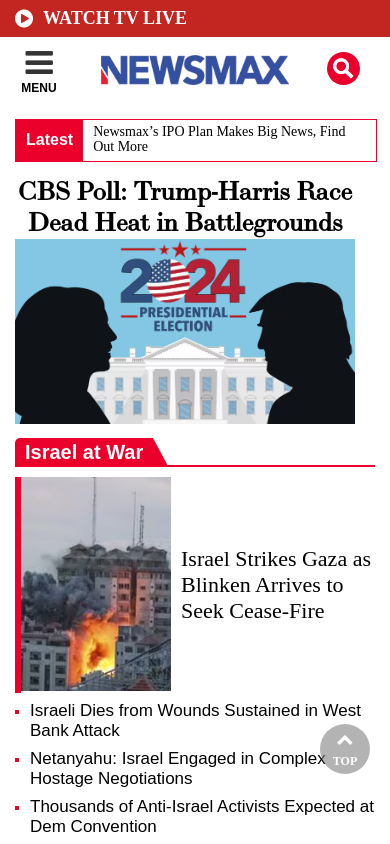 WATCH TV LIVE
MENU
NEWSMAX
Latest
Newsmax’s IPO Plan Makes Big News, Find
Out More
CBS Poll: Trump-Harris Race
Dead Heat in Battlegrounds
2024
PRESIDENTIAL
ELECTION
Israel at War
Israel Strikes Gaza as
Blinken Arrives to
Seek Cease-Fire
Israeli Dies from Wounds Sustained in West
Bank Attack
Netanyahu: Israel Engaged in Complex
Hostage Negotiations
TOP
Thousands of Anti-Israel Activists Expected at
Dem Convention